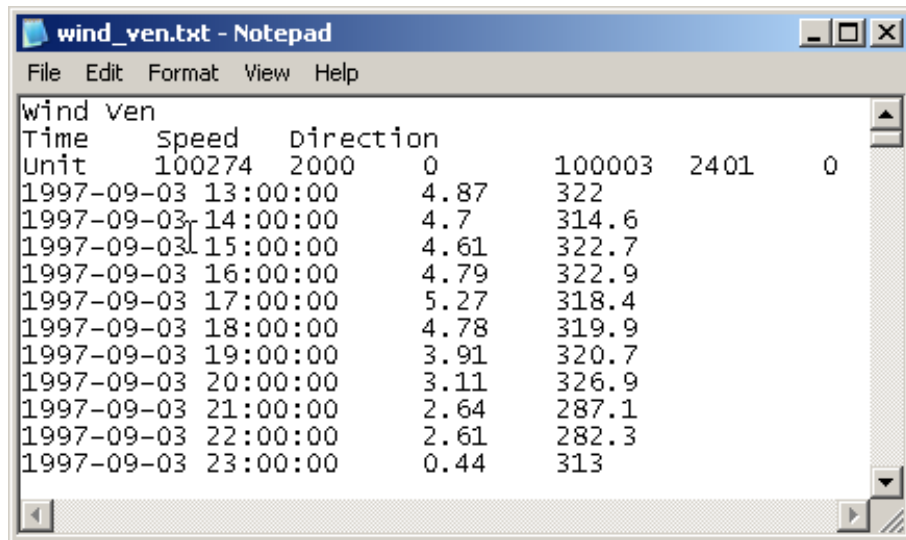 wind_ven.txt - Notepad
File Edit Format View Help
Wind Ven
Time Speed Direction
Unit 100274 2000 0 100003 2401 0
1997-09-03 13:00:00 4.87 322
1997-09-03 14:00:00 4.7 314.6
1997-09-03 15:00:00 4.61 322.7
1997-09-03 16:00:00 4.79 322.9
1997-09-03 17:00:00 5.27 318.4
1997-09-03 18:00:00 4.78 319.9
1997-09-03 19:00:00 3.91 320.7
1997-09-03 20:00:00 3.11 326.9
1997-09-03 21:00:00 2.64 287.1
1997-09-03 22:00:00 2.61 282.3
1997-09-03 23:00:00 0.44 313